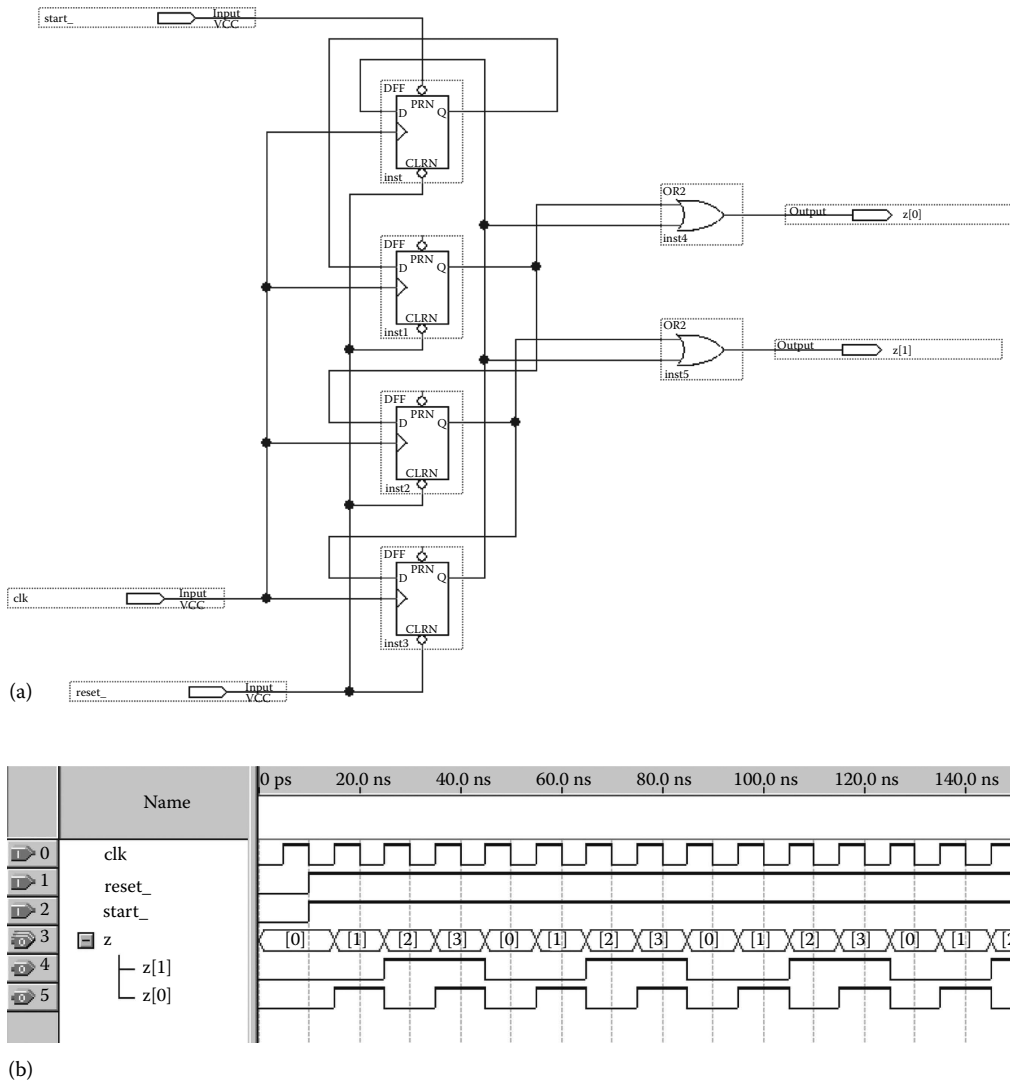 start_ Input
VCC
DFF
PRN
D Q
CLRN
inst
OR2
Output z[0]
inst4
DFF
PRN
D Q
CLRN
inst1
OR2
Output z[1]
inst5
DFF
PRN
D Q
CLRN
inst2
DFF
PRN
D Q
CLRN
inst3
clk Input
VCC
reset_ Input
VCC
(a)
Name 0 ps 20.0 ns 40.0 ns 60.0 ns 80.0 ns 100.0 ns 120.0 ns 140.0 ns
0 clk
1 reset_
2 start_
3 z [0] [1] [2] [3] [0] [1] [2] [3] [0] [1] [2] [3] [0] [1] [2
4 z[1]
5 z[0]
(b)